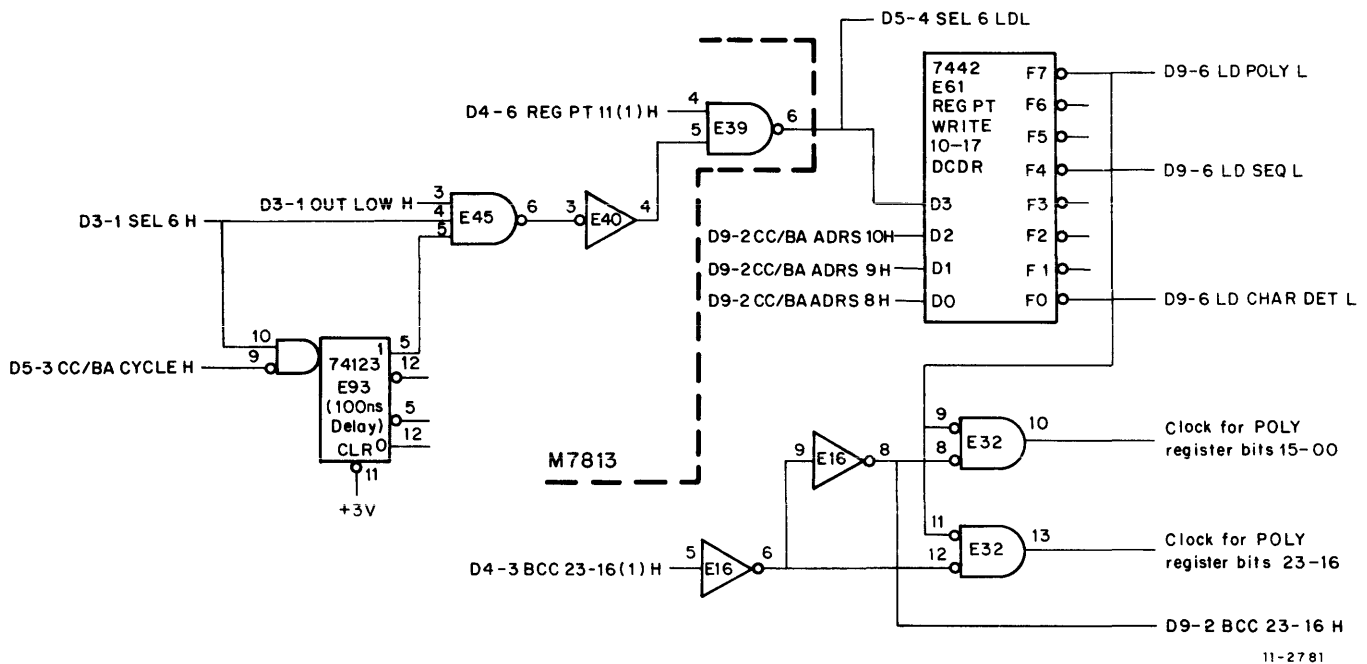 D5-4 SEL 6 LDL
7442
E61
REG PT
WRITE
10-17
DCDR
F7
F6
F5
F4
F3
F2
F1
F0
D3
D2
D1
D0
D9-6 LD POLY L
D9-6 LD SEQ L
D9-6 LD CHAR DET L
D4-6 REG PT 11(1) H
4
5
E39
6
D3-1 OUT LOW H
D3-1 SEL 6 H
3
4
5
E45
6
3
E40
4
D9-2 CC/BA ADRS 10H
D9-2 CC/BA ADRS 9H
D9-2 CC/BA ADRS 8H
10
9
D5-3 CC/BA CYCLE H
74123
E93
(100ns
Delay)
CLR
1
0
5
12
5
12
11
+3V
M7813
9
E16
8
9
8
E32
10
Clock for POLY
register bits 15-00
D4-3 BCC 23-16(1) H
5
E16
6
11
12
E32
13
Clock for POLY
register bits 23-16
D9-2 BCC 23-16 H
11-2781